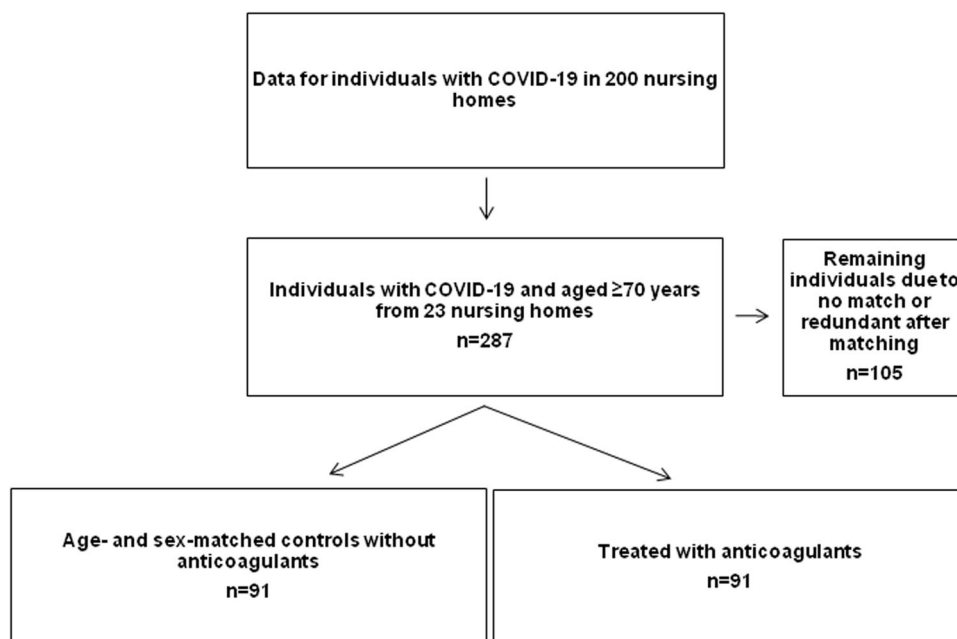 Data for individuals with COVID-19 in 200 nursing
homes
Individuals with COVID-19 and aged ≥70 years
from 23 nursing homes
n=287
Remaining
individuals due to
no match or
redundant after
matching
n=105
Age- and sex-matched controls without
anticoagulants
n=91
Treated with anticoagulants
n=91